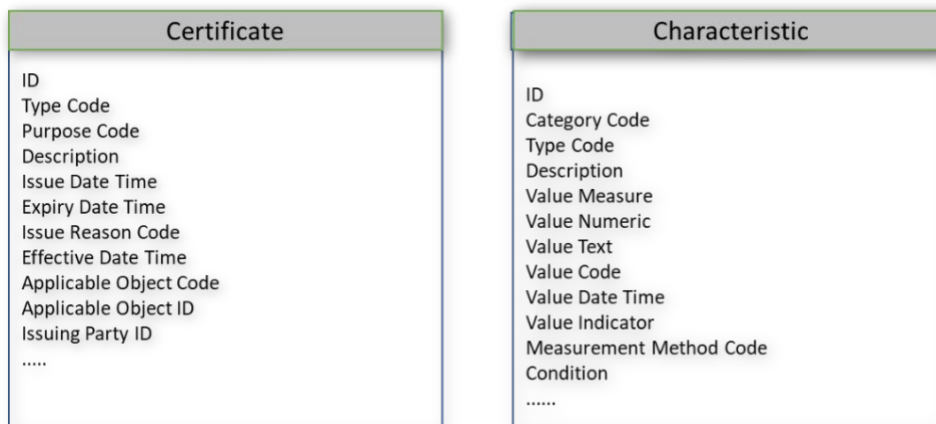 Certificate
ID
Type Code
Purpose Code
Description
Issue Date Time
Expiry Date Time
Issue Reason Code
Effective Date Time
Applicable Object Code
Applicable Object ID
Issuing Party ID
.....
Characteristic
ID
Category Code
Type Code
Description
Value Measure
Value Numeric
Value Text
Value Code
Value Date Time
Value Indicator
Measurement Method Code
Condition
......